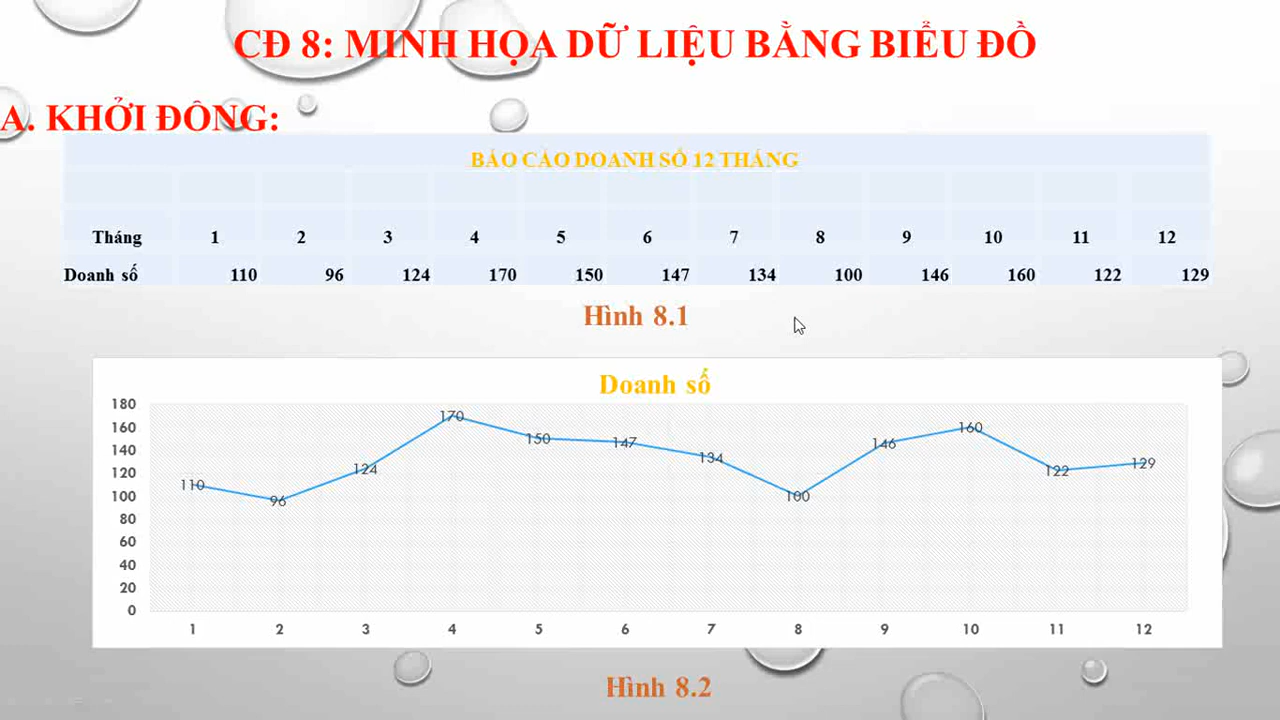 CĐ 8: MINH HỌA DỮ LIỆU BẰNG BIỂU ĐỒ
A. KHỞI ĐÔNG:
BÁO CÁO DOANH SỐ 12 THÁNG
Tháng 1 2 3 4 5 6 7 8 9 10 11 12
Doanh số 110 96 124 170 150 147 134 100 146 160 122 129
Hình 8.1
Doanh số
180
160
140
120
100
80
60
40
20
0
110 96 124 170 150 147 134 100 146 160 122 129
1 2 3 4 5 6 7 8 9 10 11 12
Hình 8.2